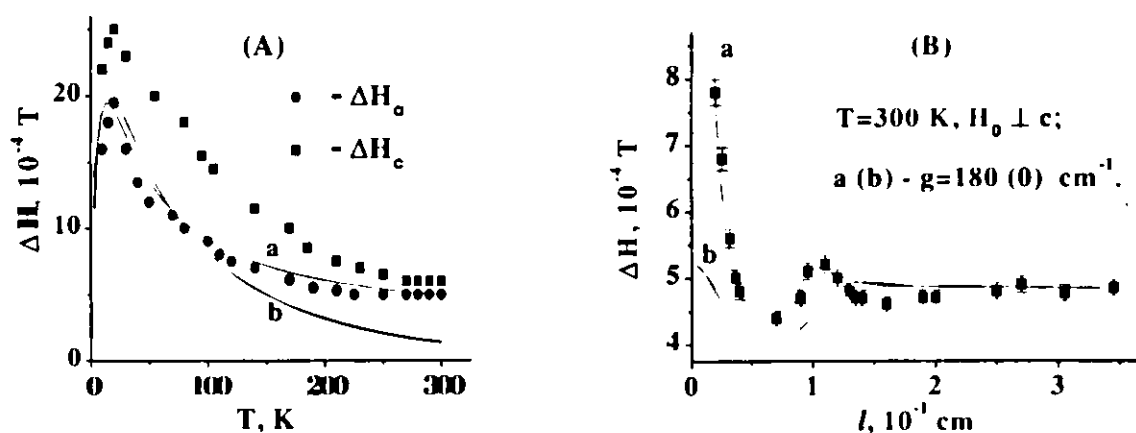 (A)
- ΔHₐ
- ΔH_c
ΔH, 10⁻⁴ T
20
10
0
a
b
0
100
200
300
T, K
(B)
a
T=300 K, H₀ ⊥ c;
a (b) - g=180 (0) cm⁻¹.
ΔH, 10⁻⁴ T
8
7
6
5
4
b
0
1
2
3
l, 10⁻¹ cm